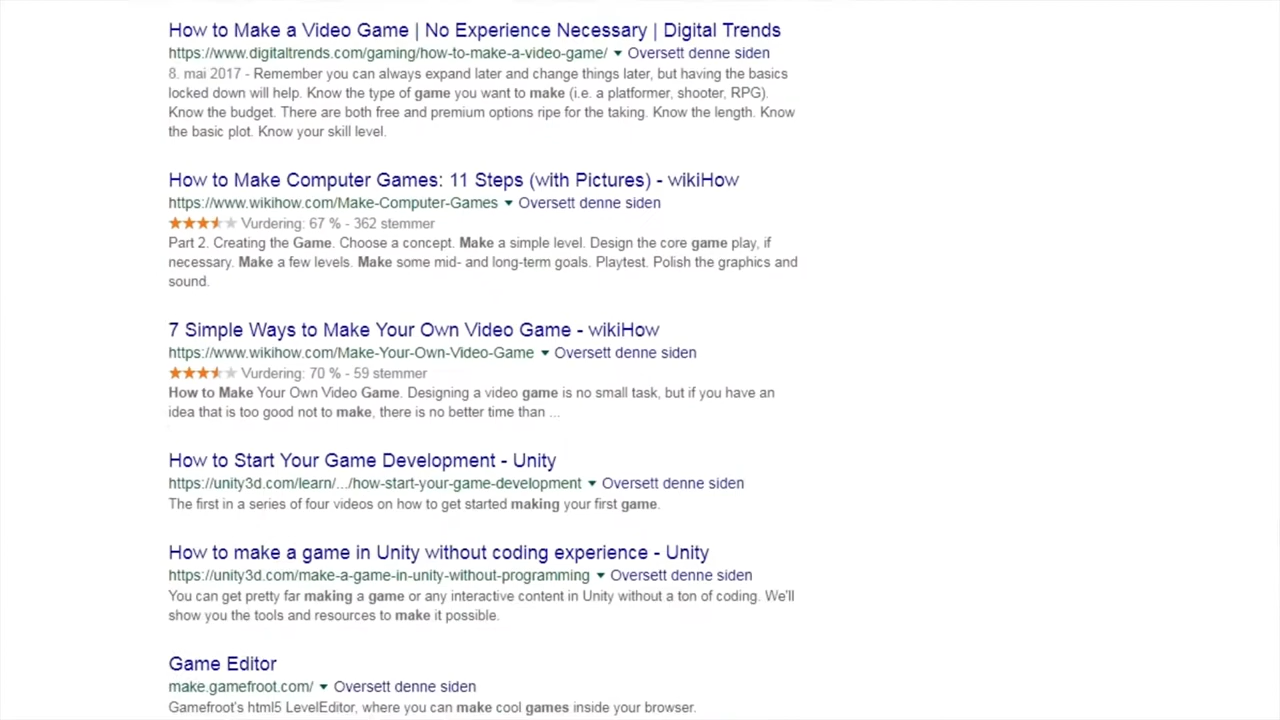 How to Make a Video Game | No Experience Necessary | Digital Trends
https://www.digitaltrends.com/gaming/how-to-make-a-video-game/ ▼ Oversett denne siden
8. mai 2017 - Remember you can always expand later and change things later, but having the basics
locked down will help. Know the type of game you want to make (i.e. a platformer, shooter, RPG).
Know the budget. There are both free and premium options ripe for the taking. Know the length. Know
the basic plot. Know your skill level.
How to Make Computer Games: 11 Steps (with Pictures) - wikiHow
https://www.wikihow.com/Make-Computer-Games ▼ Oversett denne siden
Vurdering: 67 % - 362 stemmer
Part 2. Creating the Game. Choose a concept. Make a simple level. Design the core game play, if
necessary. Make a few levels. Make some mid- and long-term goals. Playtest. Polish the graphics and
sound.
7 Simple Ways to Make Your Own Video Game - wikiHow
https://www.wikihow.com/Make-Your-Own-Video-Game ▼ Oversett denne siden
Vurdering: 70 % - 59 stemmer
How to Make Your Own Video Game. Designing a video game is no small task, but if you have an
idea that is too good not to make, there is no better time than ...
How to Start Your Game Development - Unity
https://unity3d.com/learn/.../how-start-your-game-development ▼ Oversett denne siden
The first in a series of four videos on how to get started making your first game.
How to make a game in Unity without coding experience - Unity
https://unity3d.com/make-a-game-in-unity-without-programming ▼ Oversett denne siden
You can get pretty far making a game or any interactive content in Unity without a ton of coding. We'll
show you the tools and resources to make it possible.
Game Editor
make.gamefroot.com/ ▼ Oversett denne siden
Gamefroot's html5 LevelEditor, where you can make cool games inside your browser.